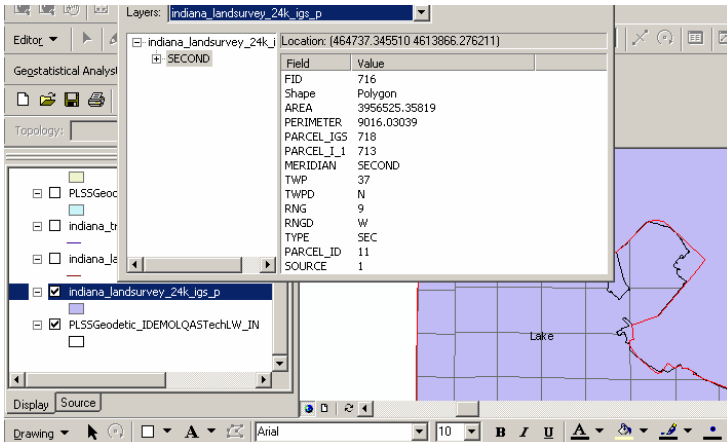 Layers: indiana_landsurvey_24k_igs_p
Editor
indiana_landsurvey_24k_i
SECOND
Location: (464737.345510 4613866.276211)
Field Value
FID 716
Shape Polygon
AREA 3956525.35819
PERIMETER 9016.03039
PARCEL_IGS 718
PARCEL_I_1 713
MERIDIAN SECOND
TWP 37
TWPD N
RNG 9
RNGD W
TYPE SEC
PARCEL_ID 11
SOURCE 1
Geostatistical Analyst
Topology:
PLSSGeod
indiana_tr
indiana_la
indiana_landsurvey_24k_igs_p
PLSSGeodetic_IDEMOLQASTechLW_IN
Lake
Display Source
Drawing A Arial 10 B I U A